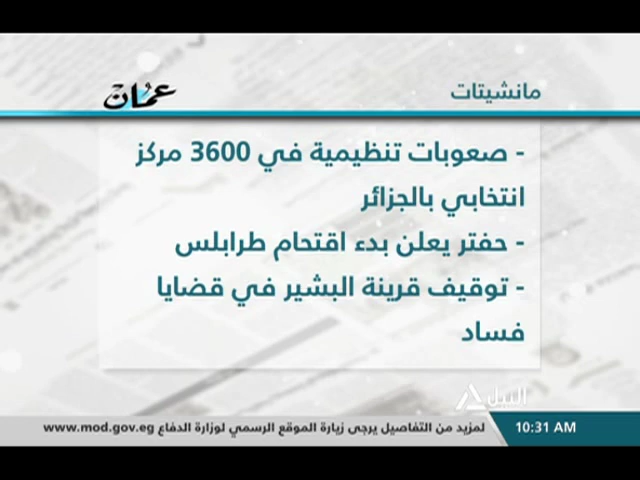 مانشيتات
عمان
- صعوبات تنظيمية في 3600 مركز
انتخابي بالجزائر
- حفتر يعلن بدء اقتحام طرابلس
- توقيف قرينة البشير في قضايا
فساد
النيل
10:31 AM
لمزيد من التفاصيل يرجى زيارة الموقع الرسمي لوزارة الدفاع www.mod.gov.eg